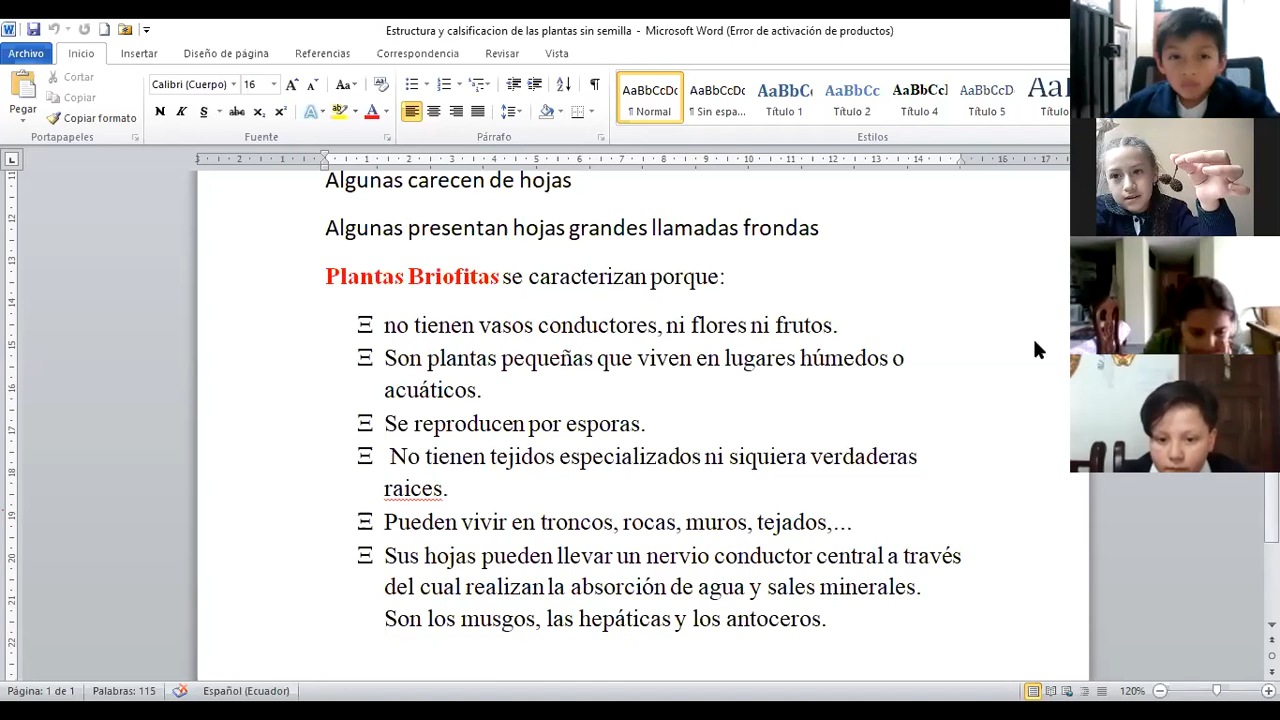 Estructura y calsificacion de las plantas sin semilla - Microsoft Word (Error de activación de productos)
Archivo Inicio Insertar Diseño de página Referencias Correspondencia Revisar Vista
Pegar
Cortar
Copiar
Copiar formato
Portapapeles
Calibri (Cuerpo) 16
N K S abc x₂ x²
Fuente
Párrafo
AaBbCcDc AaBbCcDc AaBbCc AaBbCc AaBbCcI AaBbCcD
¶ Normal ¶ Sin espa... Título 1 Título 2 Título 4 Título 5
Estilos
Algunas carecen de hojas
Algunas presentan hojas grandes llamadas frondas
Plantas Briofitas se caracterizan porque:
Ξ no tienen vasos conductores, ni flores ni frutos.
Ξ Son plantas pequeñas que viven en lugares húmedos o
acuáticos.
Ξ Se reproducen por esporas.
Ξ No tienen tejidos especializados ni siquiera verdaderas
raices.
Ξ Pueden vivir en troncos, rocas, muros, tejados,...
Ξ Sus hojas pueden llevar un nervio conductor central a través
del cual realizan la absorción de agua y sales minerales.
Son los musgos, las hepáticas y los antoceros.
Página: 1 de 1 Palabras: 115 Español (Ecuador) 120%